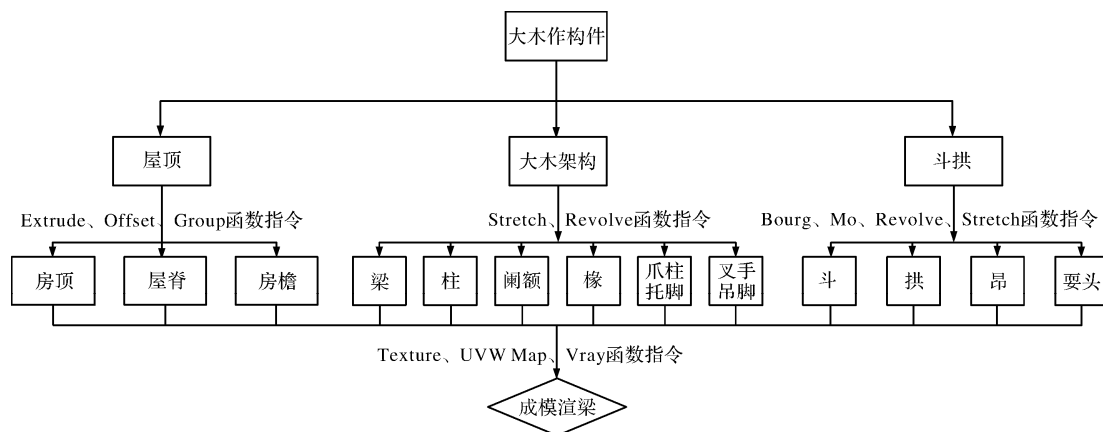 大木作构件
屋顶
大木架构
斗拱
Extrude、Offset、Group函数指令
Stretch、Revolve函数指令
Bourg、Mo、Revolve、Stretch函数指令
房顶
屋脊
房檐
梁
柱
阑额
椽
爪柱
托脚
叉手
吊脚
斗
拱
昂
耍头
Texture、UVW Map、Vray函数指令
成模渲梁